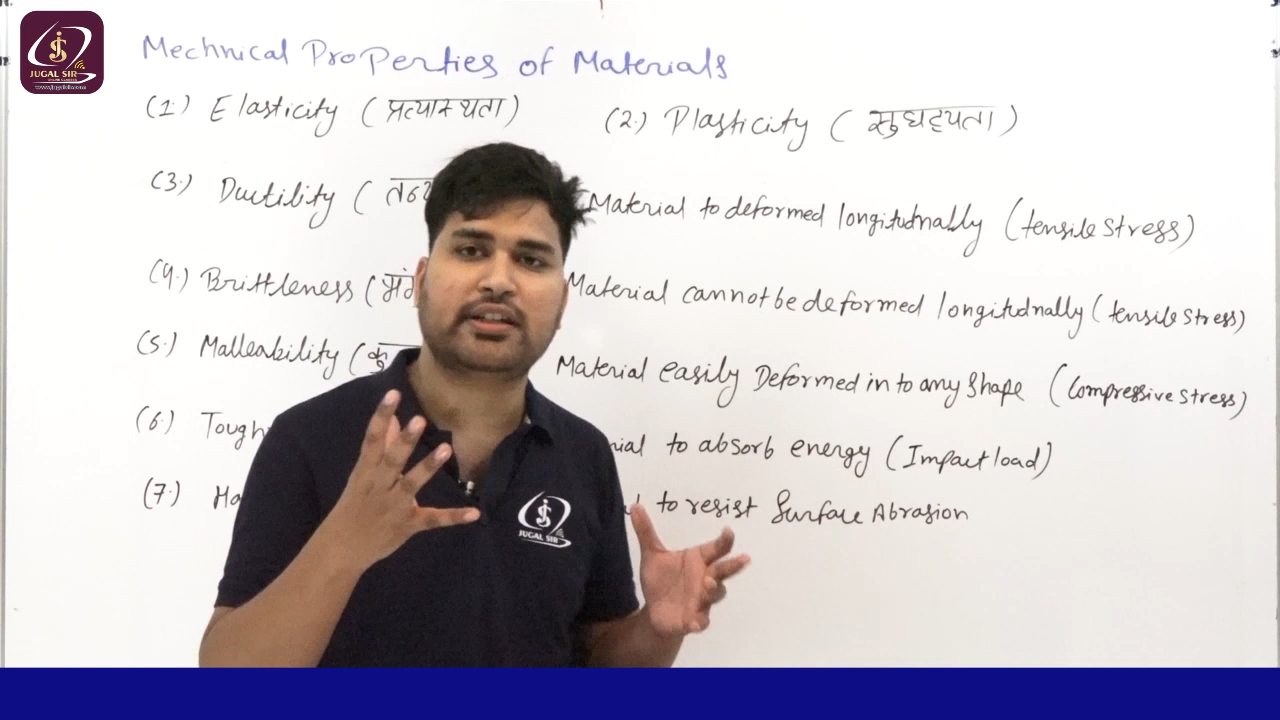 JUGAL SIR
ONLINE CLASSES
Mechnical Properties of Materials
(1.) Elasticity (प्रत्यास्थता) (2.) Plasticity (सुघट्यता)
(3.) Ductility ( Material to deformed longitudnally (tensile stress)
(4.) Brittleness ( Material cannot be deformed longitudnally (tensile stress)
(5.) Malleability ( Material easily Deformed in to any shape (Compressive stress)
(6.) to absorb energy (Impact load)
(7.) to resist Surface Abrasion
JUGAL SIR